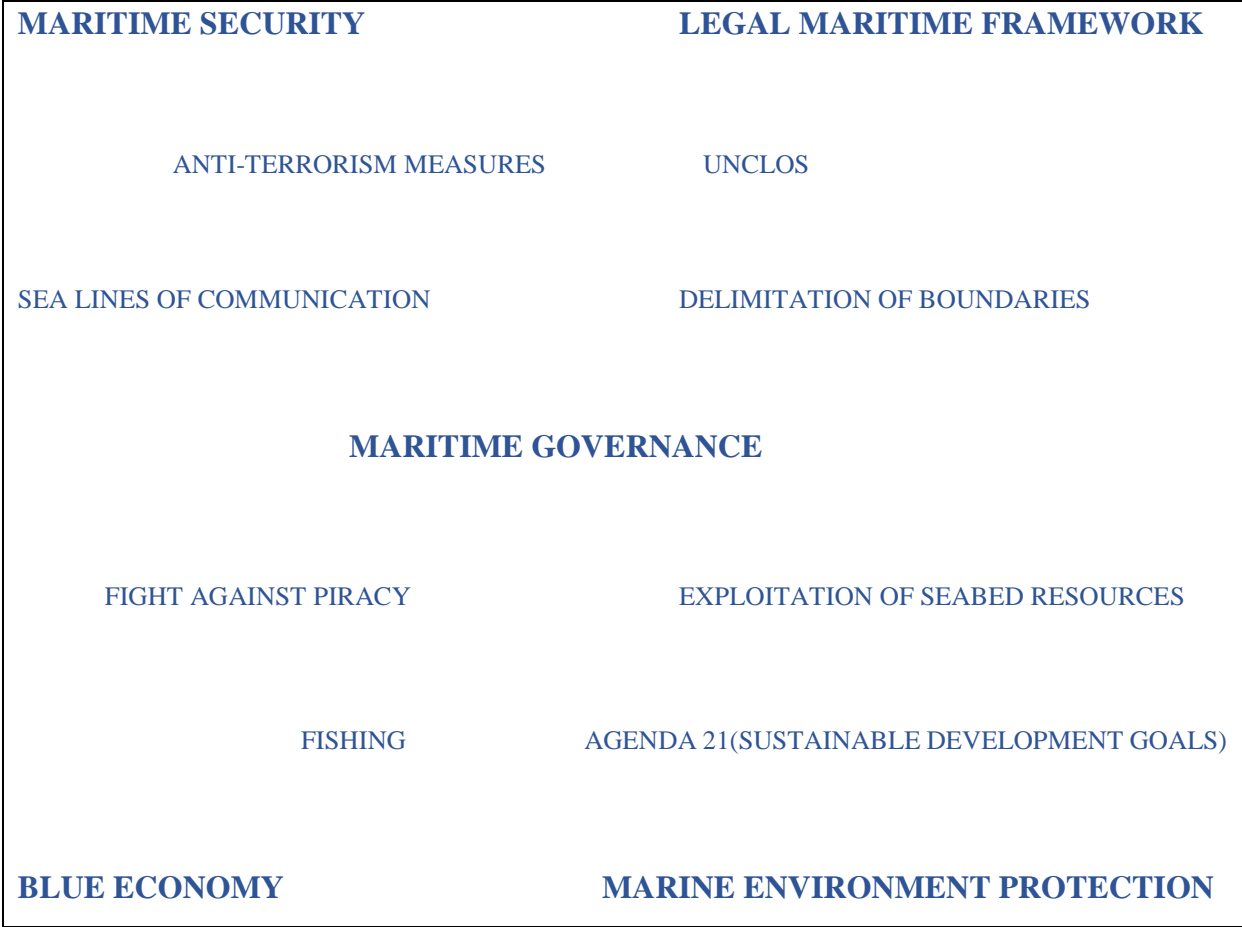 MARITIME SECURITY LEGAL MARITIME FRAMEWORK
ANTI-TERRORISM MEASURES UNCLOS
SEA LINES OF COMMUNICATION DELIMITATION OF BOUNDARIES
MARITIME GOVERNANCE
FIGHT AGAINST PIRACY EXPLOITATION OF SEABED RESOURCES
FISHING AGENDA 21(SUSTAINABLE DEVELOPMENT GOALS)
BLUE ECONOMY MARINE ENVIRONMENT PROTECTION